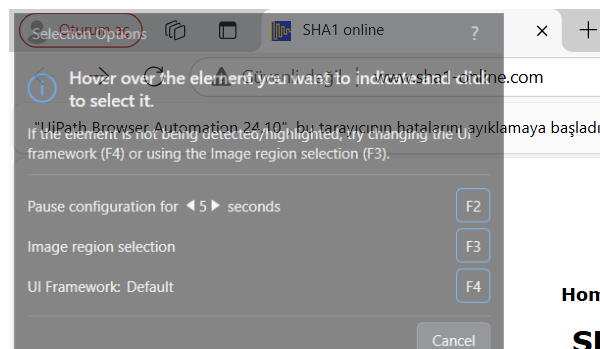 Oturum aç
SHA1 online
Selection Options
?
Güvenli değil
www.sha1-online.com
Hover over the element you want to indicate and click
to select it.
"UiPath Browser Automation 24.10", bu tarayıcının hatalarını ayıklamaya başladı
If the element is not being detected/highlighted, try changing the UI
framework (F4) or using the Image region selection (F3).
Pause configuration for 5 seconds
F2
Image region selection
F3
UI Framework: Default
F4
Cancel